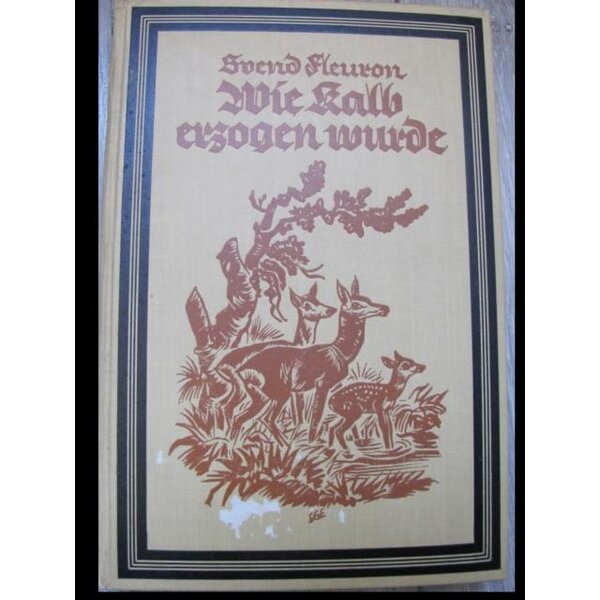 Svend Fleuron
Wie Kalb
erzogen wurde